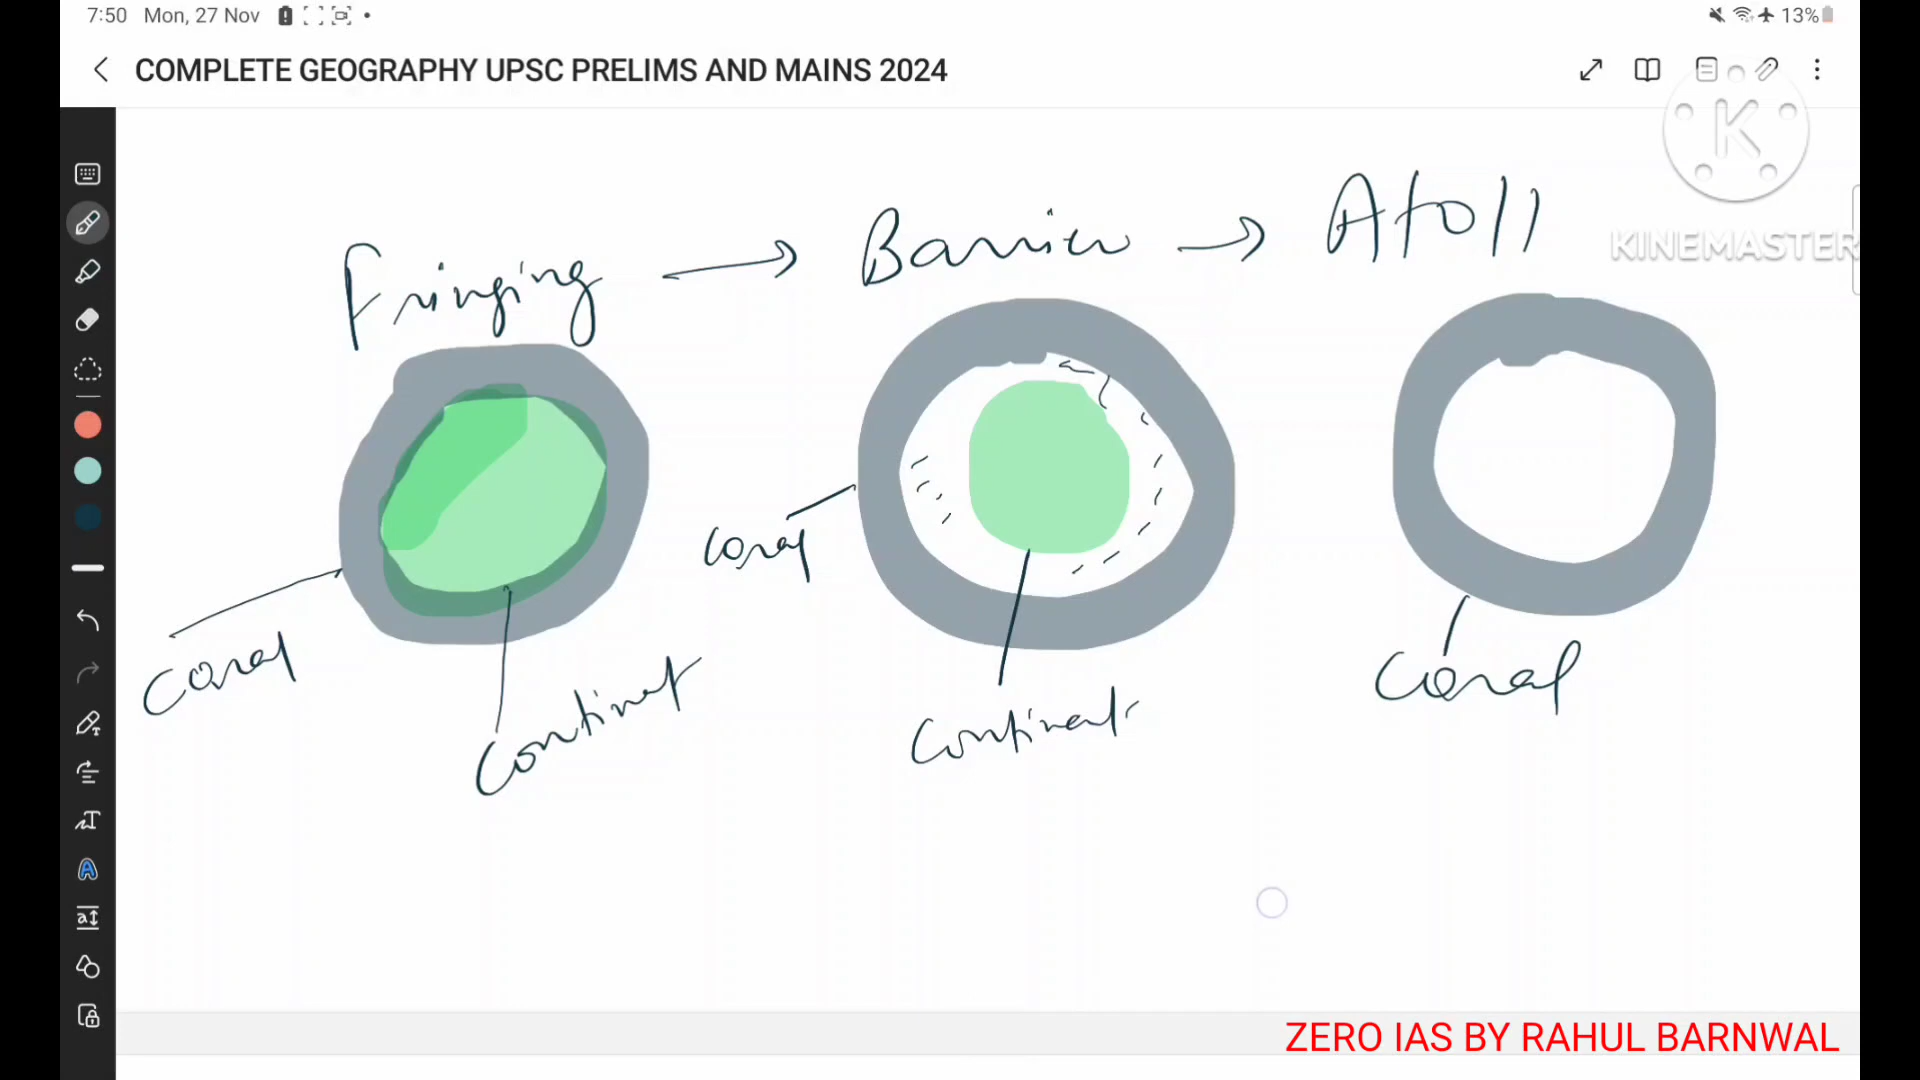 7:50 Mon, 27 Nov
13%
COMPLETE GEOGRAPHY UPSC PRELIMS AND MAINS 2024
K
KINEMASTER
Fringing → Barrier → Atoll
Coral
Continent
Coral
Continent
Coral
ZERO IAS BY RAHUL BARNWAL